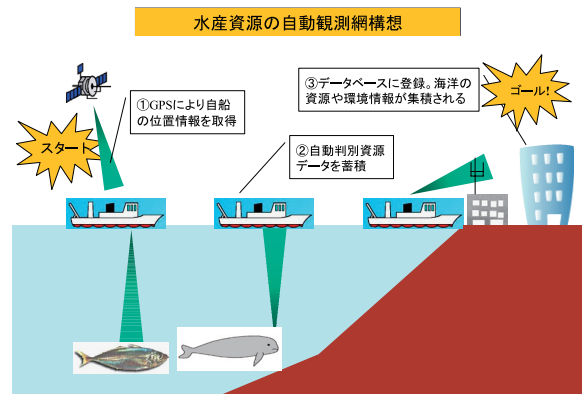 水産資源の自動観測網構想
①GPSにより自船
の位置情報を取得
スタート
②自動判別資源
データを蓄積
③データベースに登録。海洋の
資源や環境情報が集積される
ゴール!